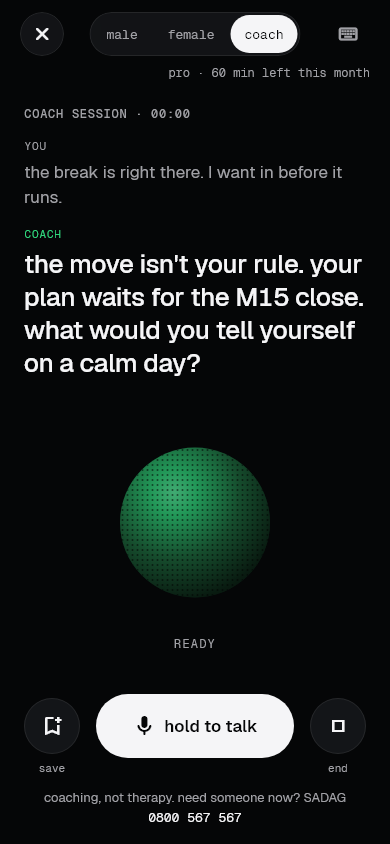 male female coach
pro · 60 min left this month
COACH SESSION · 00:00
YOU
the break is right there. I want in before it
runs.
COACH
the move isn't your rule. your
plan waits for the M15 close.
what would you tell yourself
on a calm day?
READY
hold to talk
save end
coaching, not therapy. need someone now? SADAG
0800 567 567